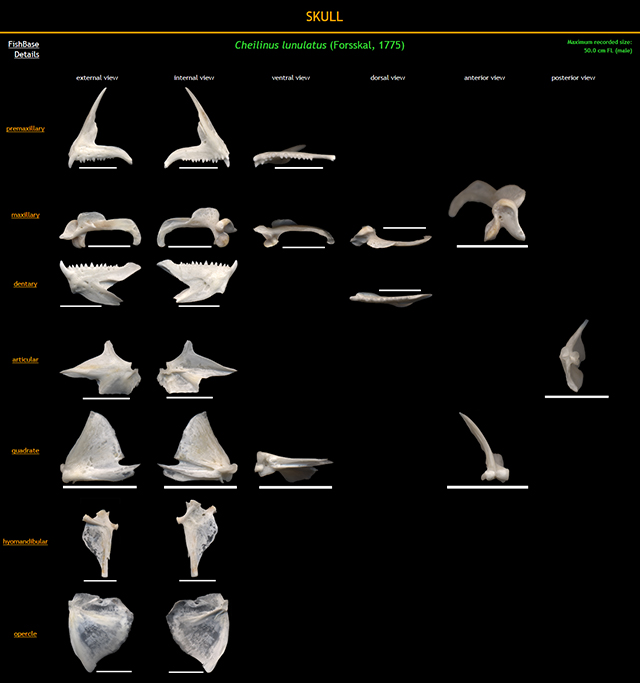 SKULL
FishBase
Details
Cheilinus lunulatus (Forsskal, 1775)
Maximum recorded size:
50.0 cm FL (male)
external view internal view ventral view dorsal view anterior view posterior view
premaxillary
maxillary
dentary
articular
quadrate
hyomandibular
opercle